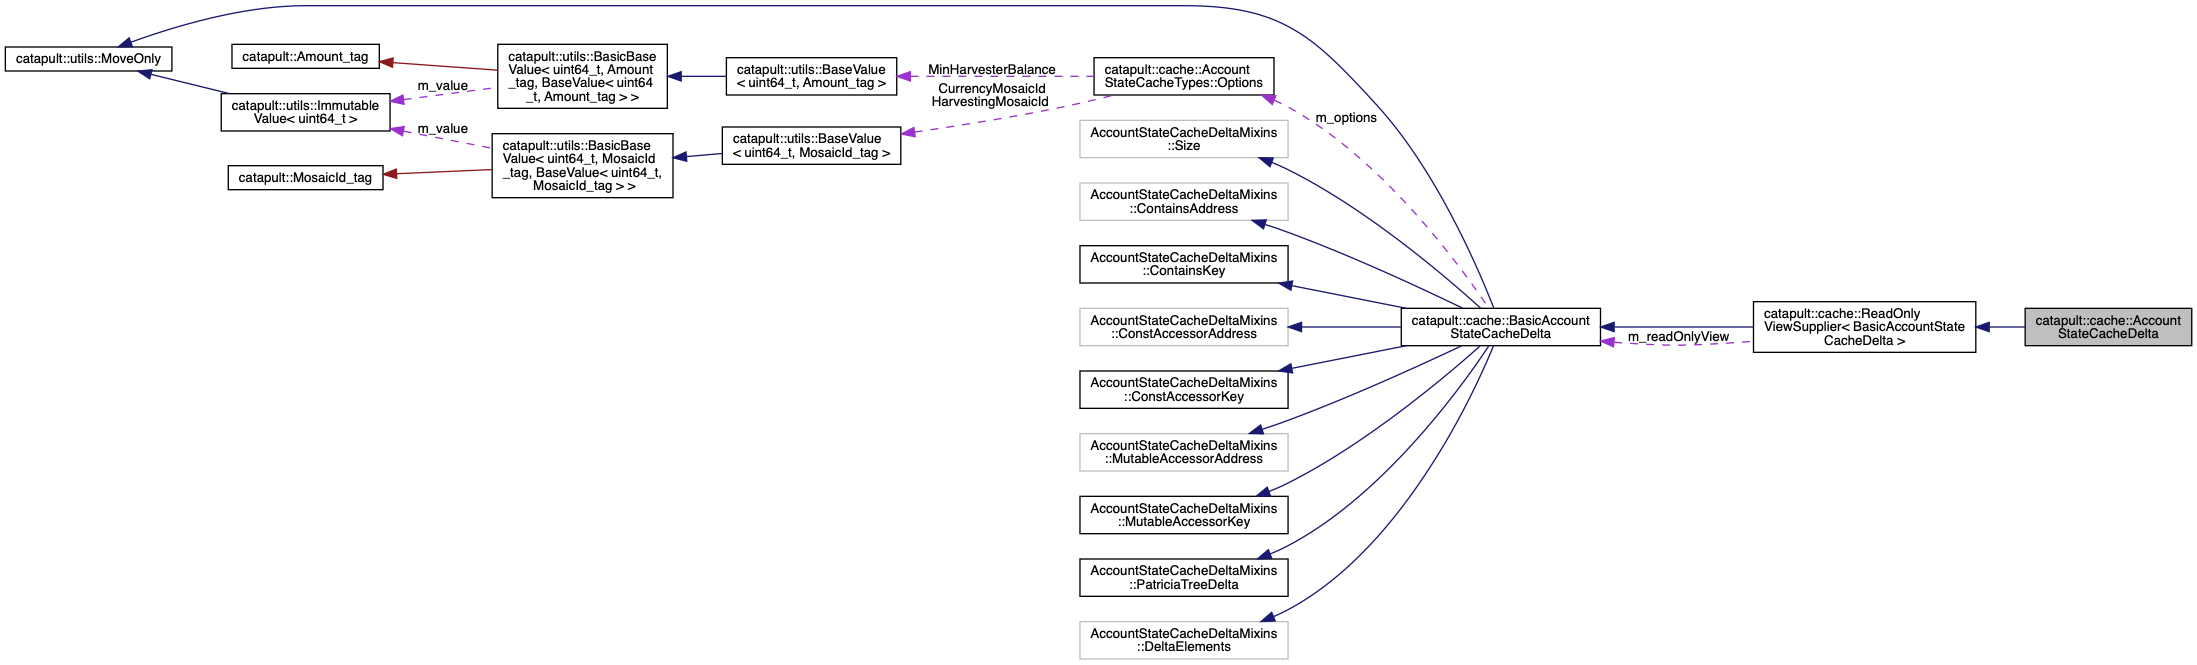 catapult::utils::MoveOnly
catapult::Amount_tag
catapult::utils::Immutable
Value< uint64_t >
catapult::MosaicId_tag
m_value
m_value
catapult::utils::BasicBase
Value< uint64_t, Amount
_tag, BaseValue< uint64
_t, Amount_tag > >
catapult::utils::BasicBase
Value< uint64_t, MosaicId
_tag, BaseValue< uint64_t,
MosaicId_tag > >
catapult::utils::BaseValue
< uint64_t, Amount_tag >
catapult::utils::BaseValue
< uint64_t, MosaicId_tag >
MinHarvesterBalance
CurrencyMosaicId
HarvestingMosaicId
catapult::cache::Account
StateCacheTypes::Options
m_options
AccountStateCacheDeltaMixins
::Size
AccountStateCacheDeltaMixins
::ContainsAddress
AccountStateCacheDeltaMixins
::ContainsKey
AccountStateCacheDeltaMixins
::ConstAccessorAddress
AccountStateCacheDeltaMixins
::ConstAccessorKey
AccountStateCacheDeltaMixins
::MutableAccessorAddress
AccountStateCacheDeltaMixins
::MutableAccessorKey
AccountStateCacheDeltaMixins
::PatriciaTreeDelta
AccountStateCacheDeltaMixins
::DeltaElements
catapult::cache::BasicAccount
StateCacheDelta
m_readOnlyView
catapult::cache::ReadOnly
ViewSupplier< BasicAccountState
CacheDelta >
catapult::cache::Account
StateCacheDelta